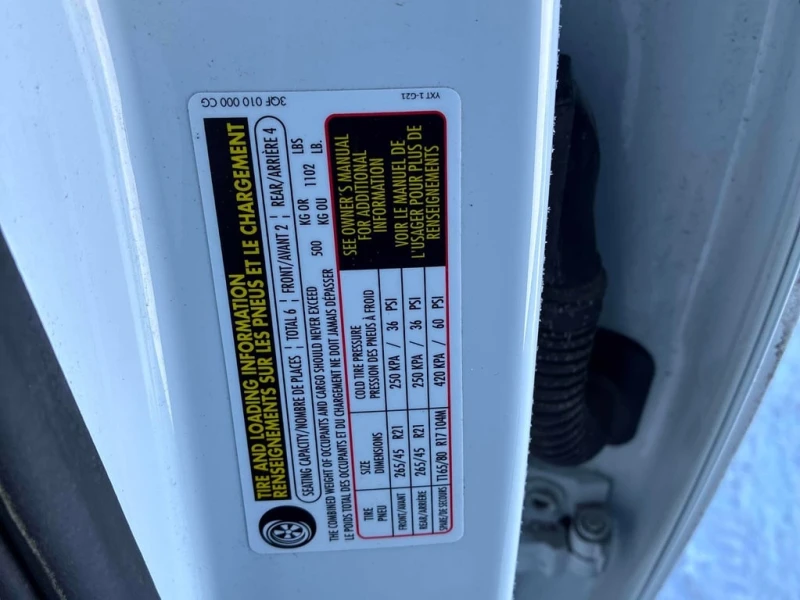 3QF 010 000 CG
TIRE AND LOADING INFORMATION
RENSEIGNEMENTS SUR LES PNEUS ET LE CHARGEMENT
SEATING CAPACITY/NOMBRE DE PLACES | TOTAL 6 | FRONT/AVANT 2 | REAR/ARRIÈRE 4
THE COMBINED WEIGHT OF OCCUPANTS AND CARGO SHOULD NEVER EXCEED 500 KG OR 1102 LBS
LE POIDS TOTAL DES OCCUPANTS ET DU CHARGEMENT NE DOIT JAMAIS DÉPASSER KG OU LB.
TIRE SIZE COLD TIRE PRESSURE
PNEU DIMENSIONS PRESSION DES PNEUS À FROID
FRONT/AVANT 265/45 R21 250 KPA / 36 PSI
REAR/ARRIÈRE 265/45 R21 250 KPA / 36 PSI
SPARE/DE SECOURS T165/80 R17 104M 420 KPA / 60 PSI
SEE OWNER'S MANUAL
FOR ADDITIONAL
INFORMATION
VOIR LE MANUEL DE
L'USAGER POUR PLUS DE
RENSEIGNEMENTS
YXT 1-G21